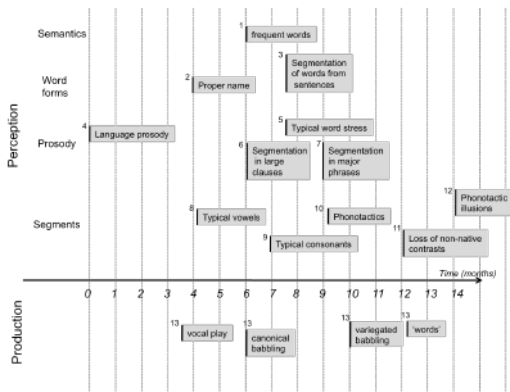 Semantics
1
frequent words
3
Segmentation
of words from
sentences
Word
forms
2
Proper name
Perception
4
Language prosody
Prosody
5
Typical word stress
6
Segmentation
in large
clauses
7
Segmentation
in major
phrases
12
Phonotactic
illusions
Segments
8
Typical vowels
10
Phonotactics
9
Typical consonants
11
Loss of non-native
contrasts
Time (months)
0 1 2 3 4 5 6 7 8 9 10 11 12 13 14
Production
13
vocal play
13
canonical
babbling
13
variegated
babbling
13
'words'